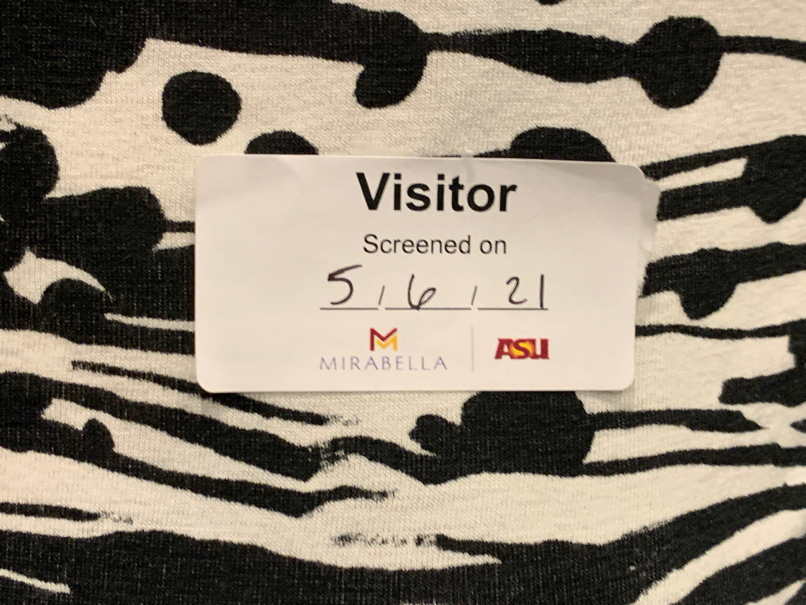 Visitor
Screened on
5 / 6 / 21
MIRABELLA | ASU